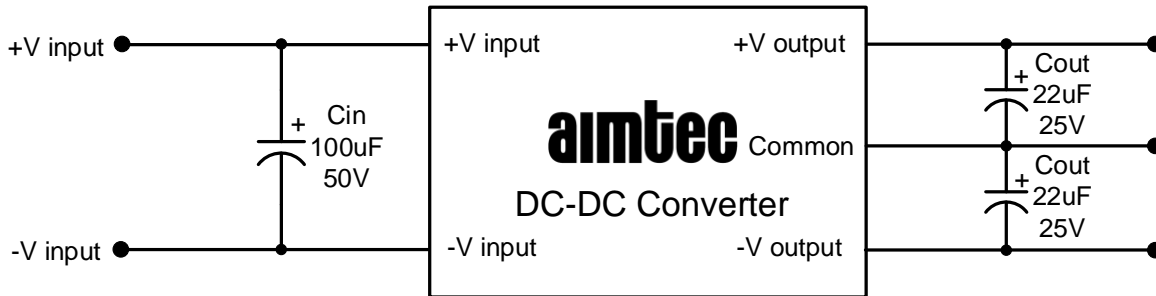 +V input
+V input
+V output
+
Cout
22uF
25V
+
Cin
100uF
50V
aimtec
Common
DC-DC Converter
+
Cout
22uF
25V
-V input
-V input
-V output